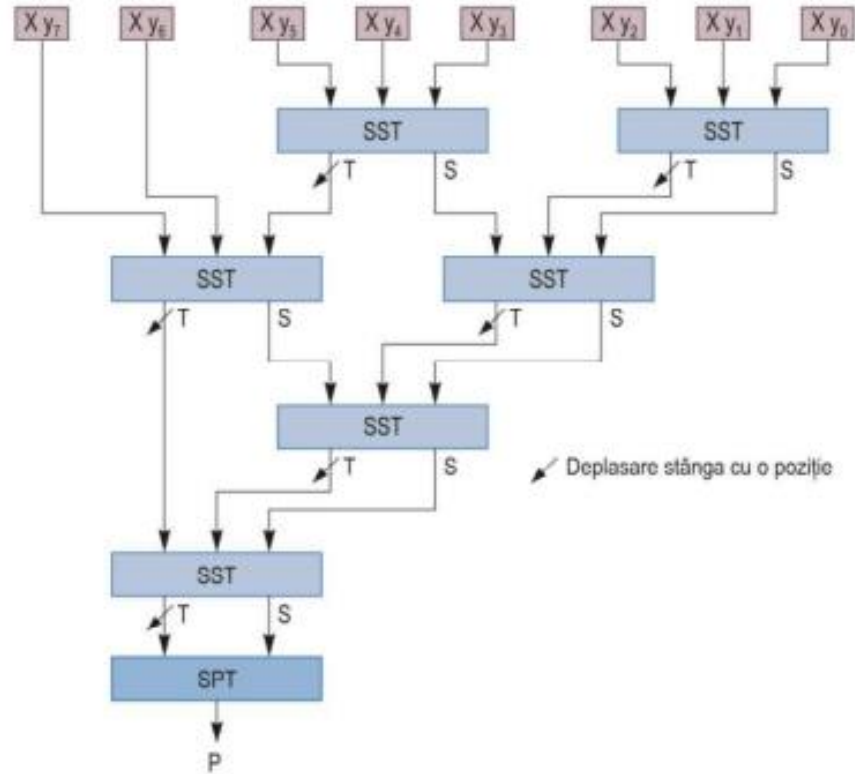 X y₇ X y₆ X y₅ X y₄ X y₃ X y₂ X y₁ X y₀
SST SST
T S T S
SST SST
T S T S
SST
T S
Deplasare stânga cu o poziție
SST
T S
SPT
P